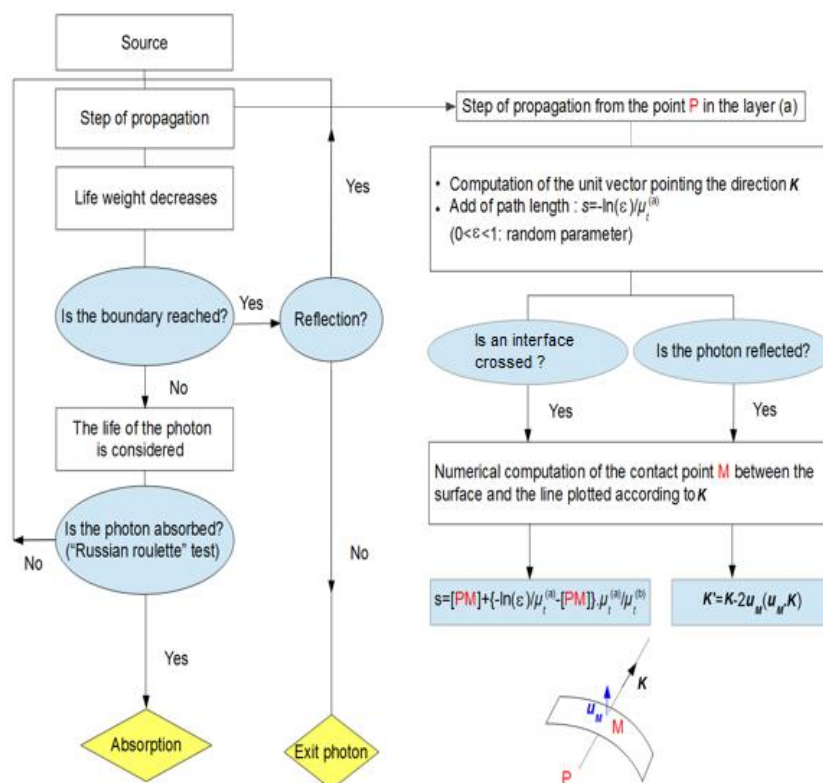 Source
Step of propagation
Life weight decreases
Is the boundary reached?
Yes
Reflection?
Yes
No
The life of the photon
is considered
Is the photon absorbed?
("Russian roulette" test)
No
No
Yes
Absorption
Exit photon
Step of propagation from the point P in the layer (a)
• Computation of the unit vector pointing the direction K
• Add of path length : s=-ln(ε)/μt(a)
(0<ε<1: random parameter)
Is an interface
crossed ?
Is the photon reflected?
Yes
Yes
Numerical computation of the contact point M between the
surface and the line plotted according to K
s=[PM]+{-ln(ε)/μt(a)-[PM]}.μt(a)/μt(b)
K'=K-2uM(uM.K)
K
uM
M
P